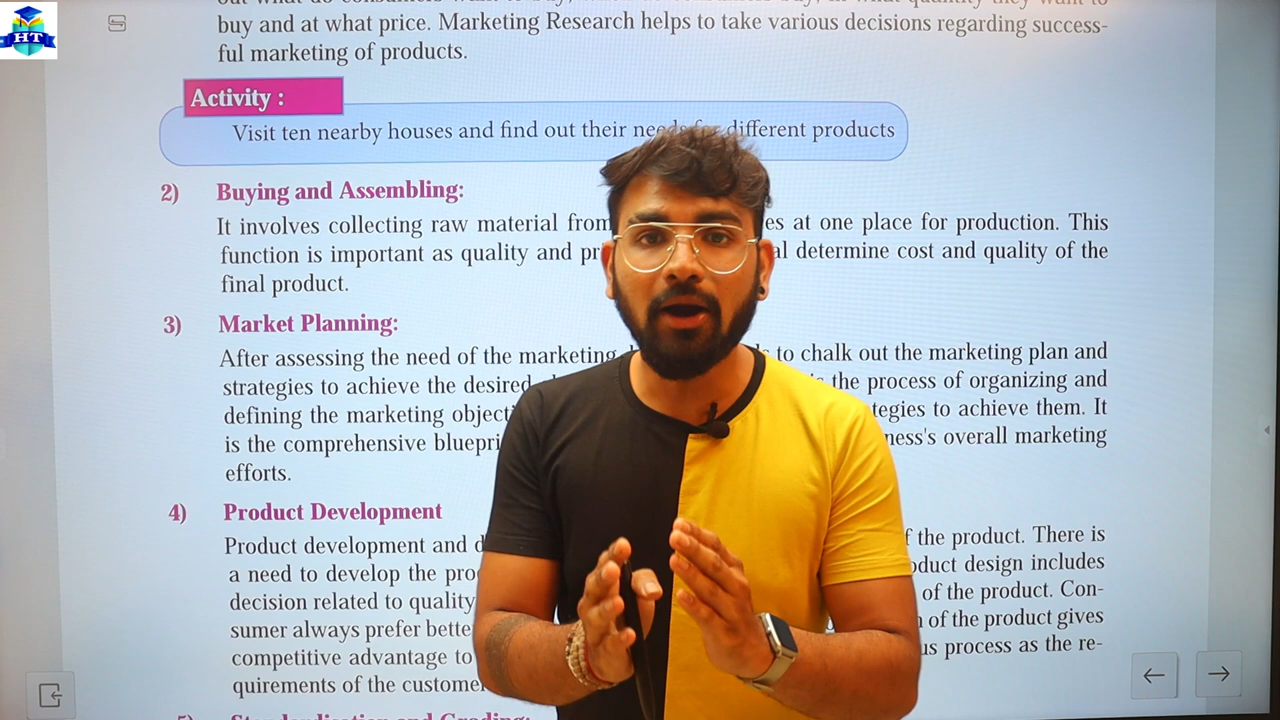 HT
buy and at what price. Marketing Research helps to take various decisions regarding success-
ful marketing of products.
Activity :
Visit ten nearby houses and find out their needs for different products
2) Buying and Assembling:
It involves collecting raw material from es at one place for production. This
function is important as quality and pr al determine cost and quality of the
final product.
3) Market Planning:
After assessing the need of the marketing to chalk out the marketing plan and
strategies to achieve the desired the process of organizing and
defining the marketing objecti tegies to achieve them. It
is the comprehensive bluepri ness's overall marketing
efforts.
4) Product Development
Product development and d f the product. There is
a need to develop the pro oduct design includes
decision related to quality of the product. Con-
sumer always prefer bette n of the product gives
competitive advantage to us process as the re-
quirements of the custome
5) Standardization and Grading: